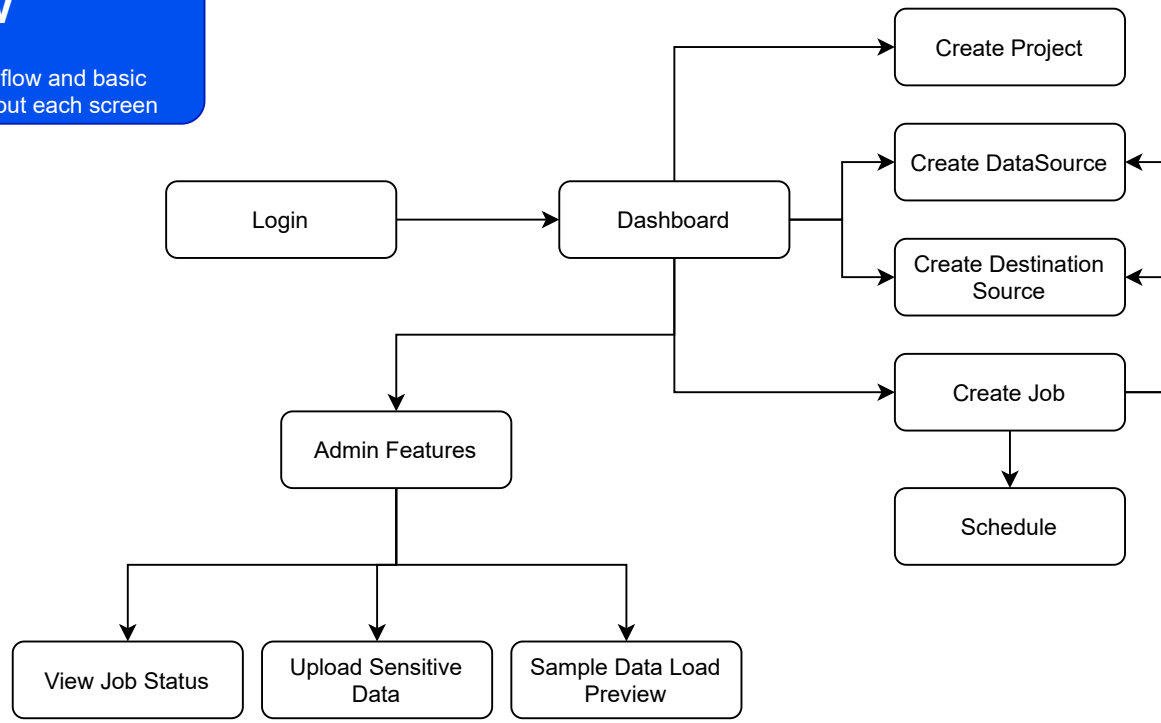 flow and basic
each screen
Create Project
Create DataSource
Login
Dashboard
Create Destination
Source
Create Job
Admin Features
Schedule
View Job Status
Upload Sensitive
Data
Sample Data Load
Preview